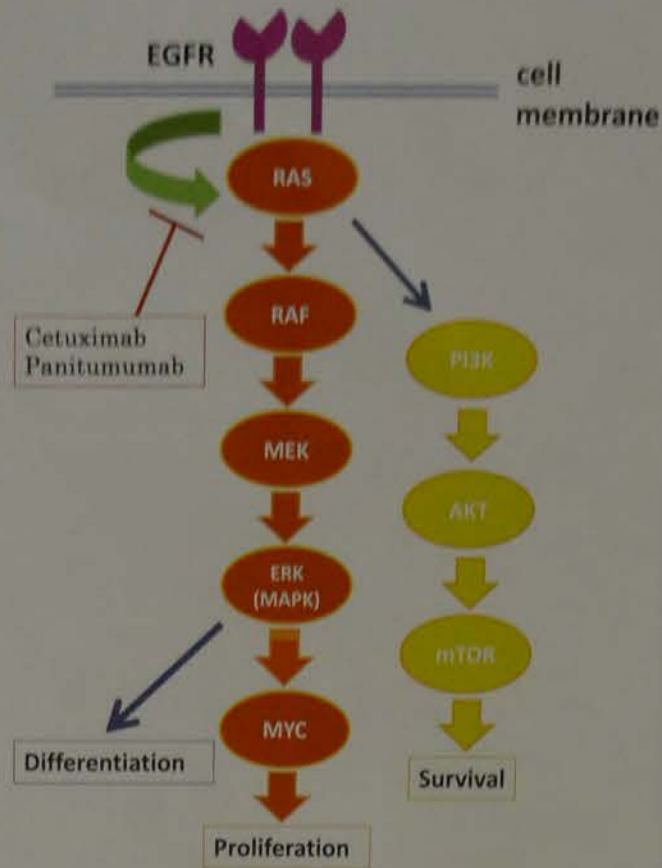 EGFR
cell
membrane
RAS
RAF
Cetuximab
Panitumumab
PI3K
MEK
AKT
ERK
(MAPK)
mTOR
MYC
Differentiation
Survival
Proliferation